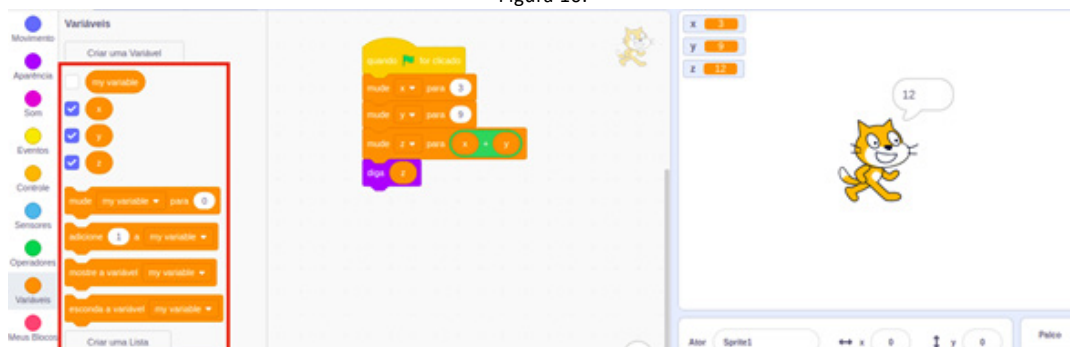 Variáveis
Criar uma Variável
my variable
x
y
z
mude my variable para 0
adicione 1 a my variable
mostre a variável my variable
esconda a variável my variable
Criar uma Lista
Movimento
Aparência
Som
Eventos
Controle
Sensores
Operadores
Variáveis
Meus Blocos
quando for clicado
mude x para 3
mude y para 9
mude z para x + y
diga z
x 3
y 9
z 12
12
Ator Sprite1 x 0 y 0
Palco